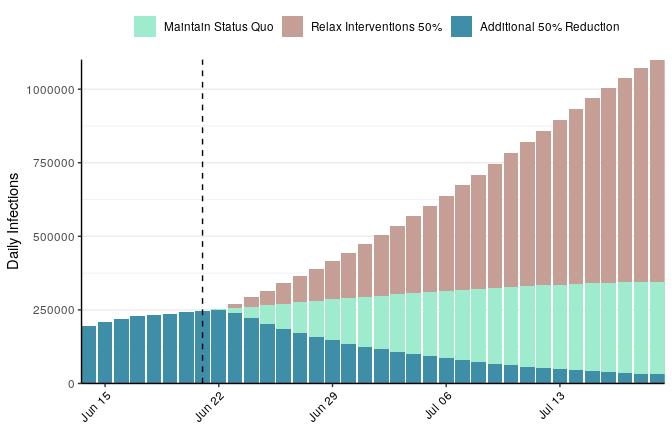 Maintain Status Quo Relax Interventions 50% Additional 50% Reduction
1000000
750000
500000
250000
0
Daily Infections
Jun 15 Jun 22 Jun 29 Jul 06 Jul 13